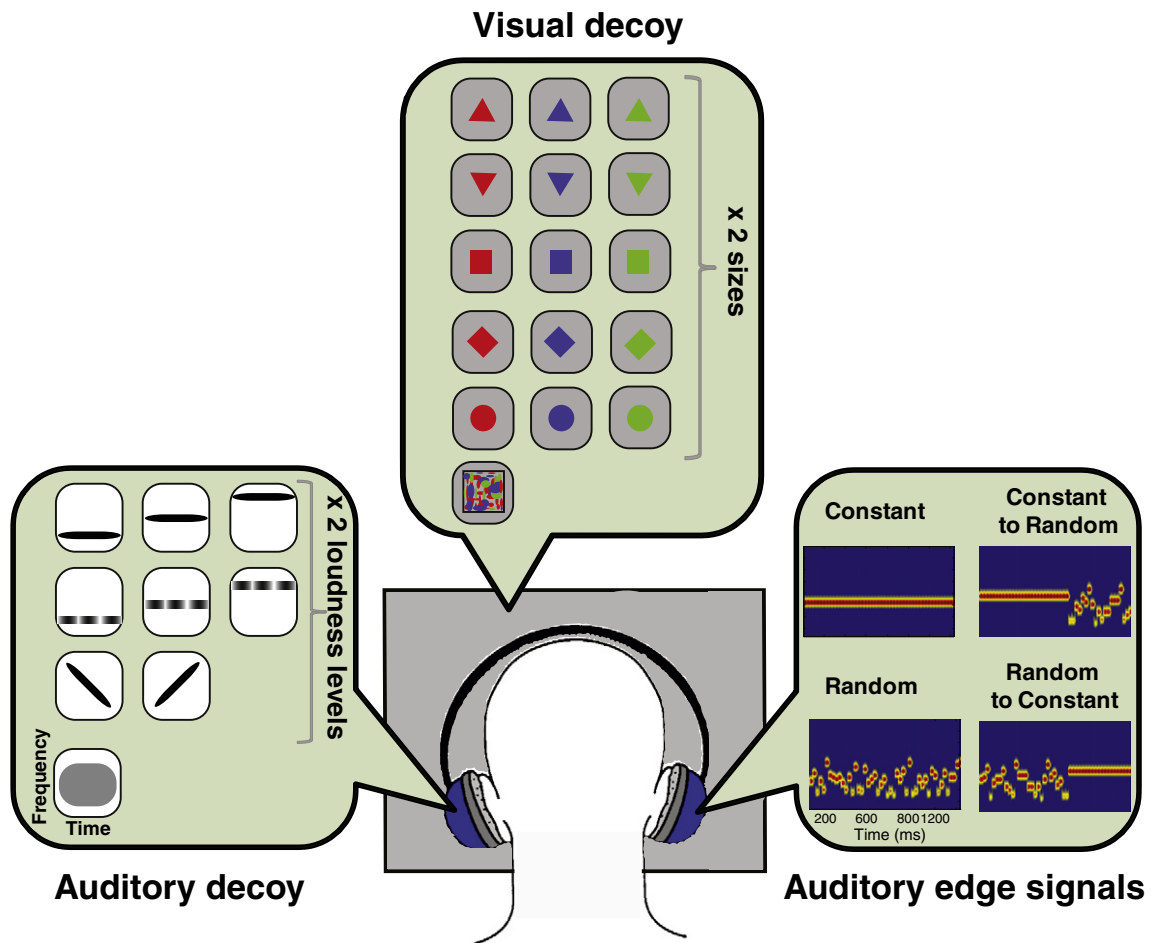 Visual decoy
x 2 sizes
x 2 loudness levels
Frequency
Time
Auditory decoy
Constant
Constant
to Random
Random
Random
to Constant
200 600 800 1200
Time (ms)
Auditory edge signals